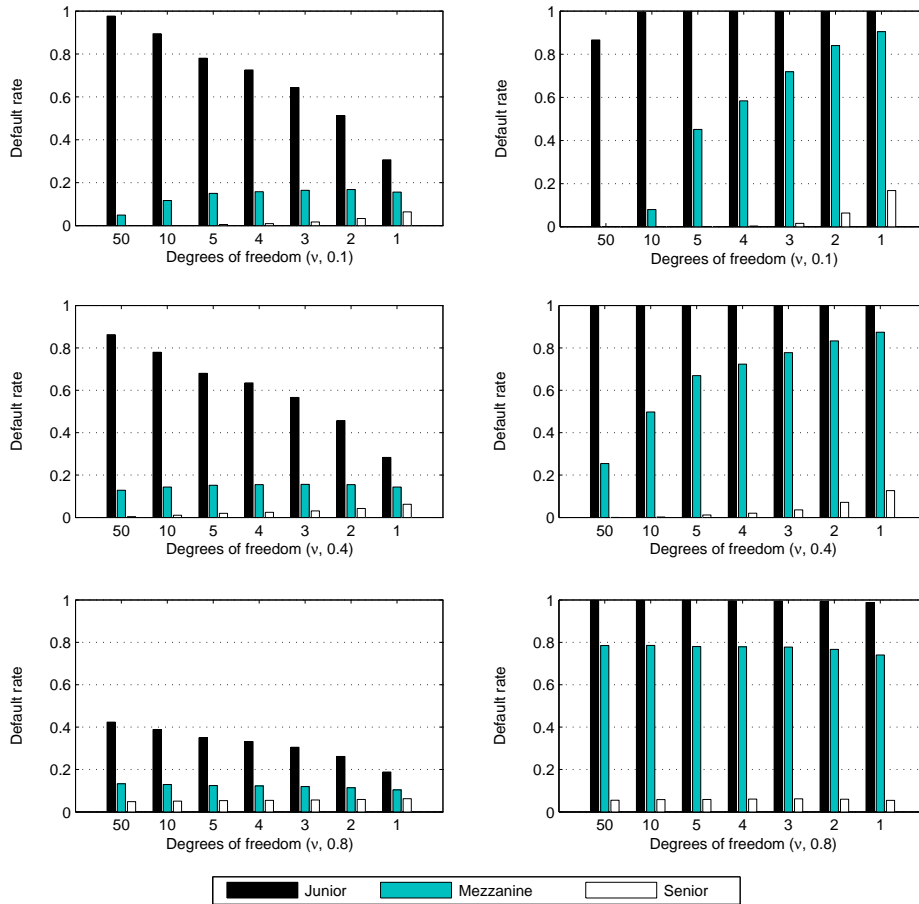 1
0.8
0.6
0.4
0.2
0
Default rate
50 10 5 4 3 2 1
Degrees of freedom (ν, 0.1)
1
0.8
0.6
0.4
0.2
0
Default rate
50 10 5 4 3 2 1
Degrees of freedom (ν, 0.1)
1
0.8
0.6
0.4
0.2
0
Default rate
50 10 5 4 3 2 1
Degrees of freedom (ν, 0.4)
1
0.8
0.6
0.4
0.2
0
Default rate
50 10 5 4 3 2 1
Degrees of freedom (ν, 0.4)
1
0.8
0.6
0.4
0.2
0
Default rate
50 10 5 4 3 2 1
Degrees of freedom (ν, 0.8)
1
0.8
0.6
0.4
0.2
0
Default rate
50 10 5 4 3 2 1
Degrees of freedom (ν, 0.8)
Junior Mezzanine Senior